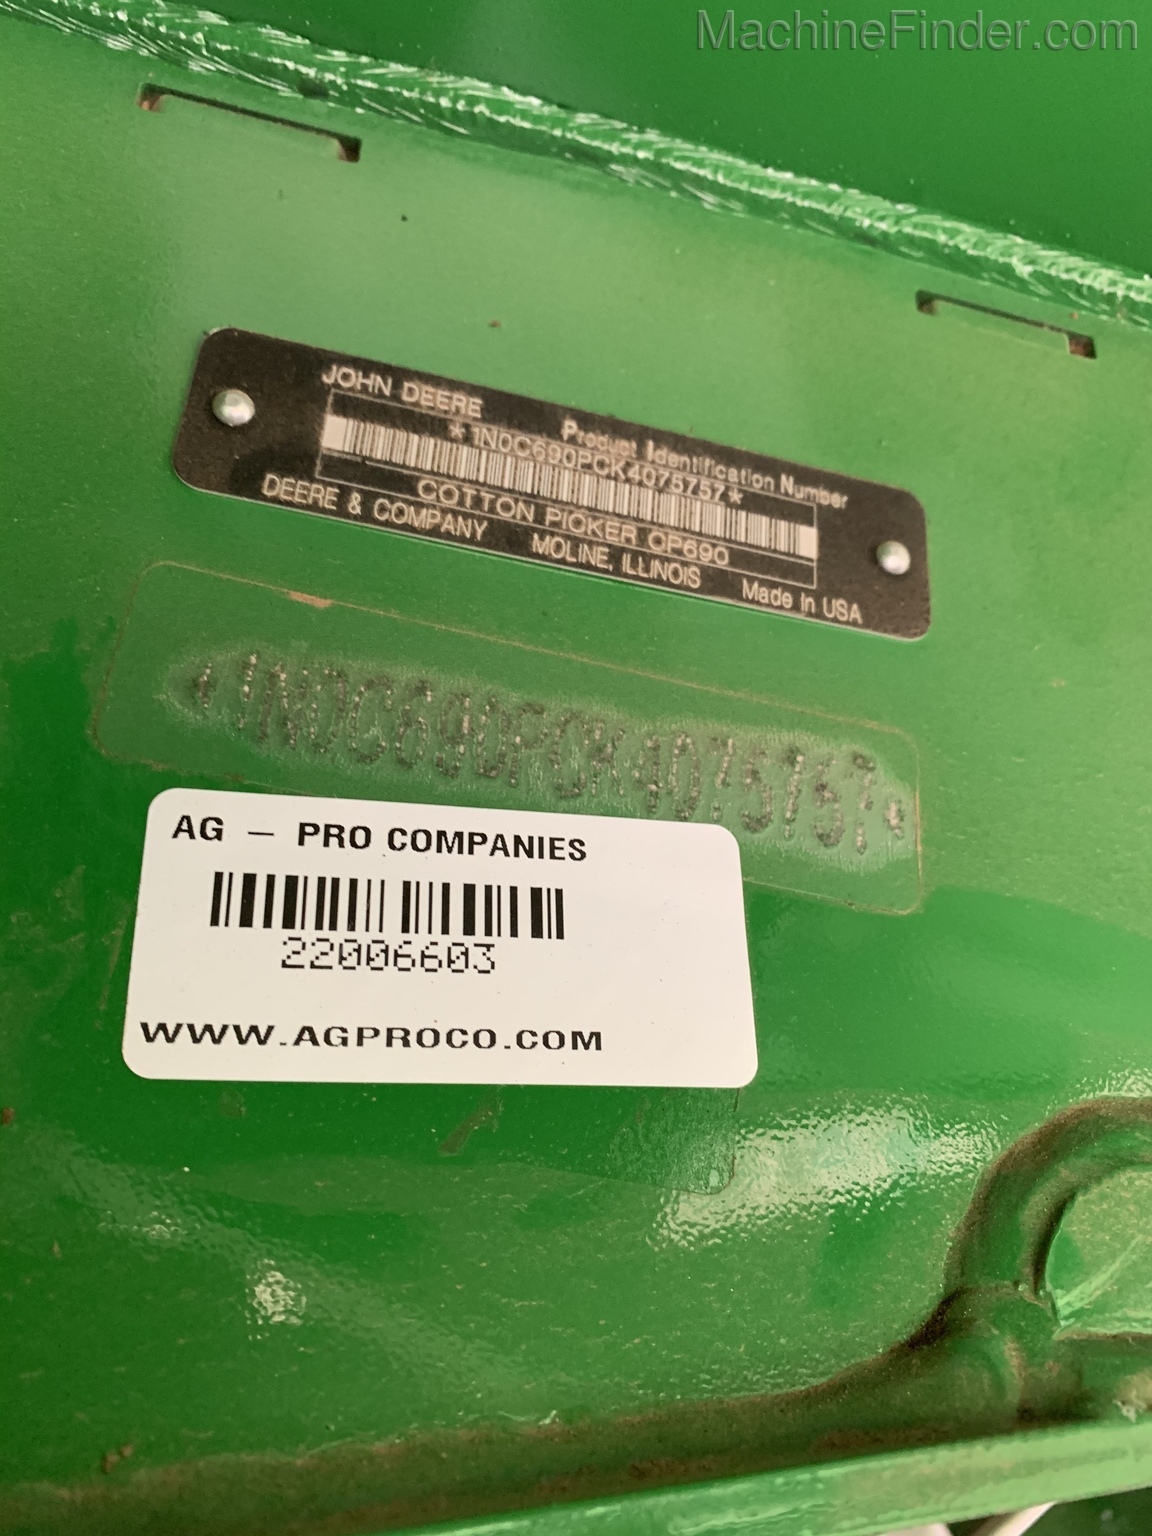 MachineFinder.com
JOHN DEERE
Product Identification Number
*1N0C690PCK4075757*
COTTON PICKER CP690
DEERE & COMPANY MOLINE, ILLINOIS Made in USA
*1N0C690PCK4075757*
AG – PRO COMPANIES
22006603
WWW.AGPROCO.COM